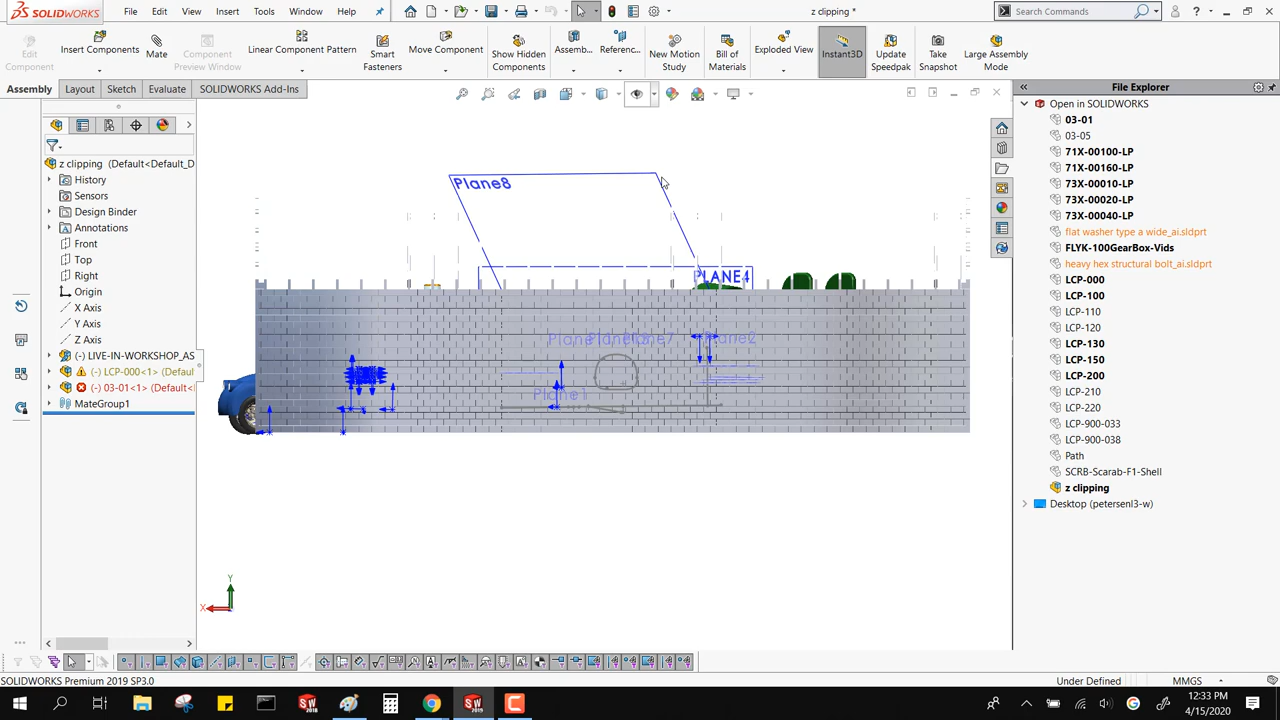 SOLIDWORKS File Edit View Insert Tools Window Help z clipping * Search Commands ?
Edit Component
Insert Components
Mate
Component Preview Window
Linear Component Pattern
Smart Fasteners
Move Component
Show Hidden Components
Assemb...
Referenc...
New Motion Study
Bill of Materials
Exploded View
Instant3D
Update Speedpak
Take Snapshot
Large Assembly Mode
Assembly Layout Sketch Evaluate SOLIDWORKS Add-Ins
z clipping (Default<Default_D
History
Sensors
Design Binder
Annotations
Front
Top
Right
Origin
X Axis
Y Axis
Z Axis
(-) LIVE-IN-WORKSHOP_AS
(-) LCP-000<1> (Defaul
(-) 03-01<1> (Default<
MateGroup1
Plane8
PLANE4
Plane2
Plane1
Y
X
File Explorer
Open in SOLIDWORKS
03-01
03-05
71X-00100-LP
71X-00160-LP
73X-00010-LP
73X-00020-LP
73X-00040-LP
flat washer type a wide_ai.sldprt
FLYK-100GearBox-Vids
heavy hex structural bolt_ai.sldprt
LCP-000
LCP-100
LCP-110
LCP-120
LCP-130
LCP-150
LCP-200
LCP-210
LCP-220
LCP-900-033
LCP-900-038
Path
SCRB-Scarab-F1-Shell
z clipping
Desktop (petersenl3-w)
SOLIDWORKS Premium 2019 SP3.0 Under Defined MMGS
12:33 PM
4/15/2020